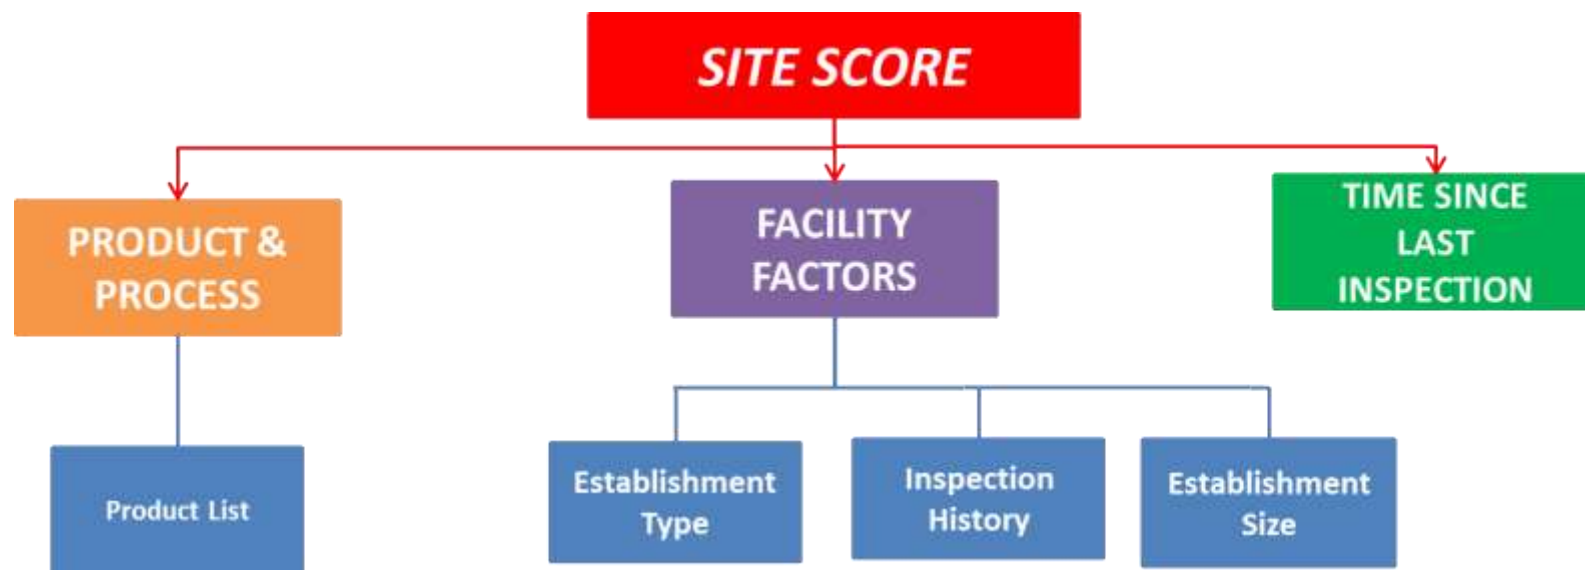 SITE SCORE
PRODUCT &
PROCESS
FACILITY
FACTORS
TIME SINCE
LAST
INSPECTION
Product List
Establishment
Type
Inspection
History
Establishment
Size